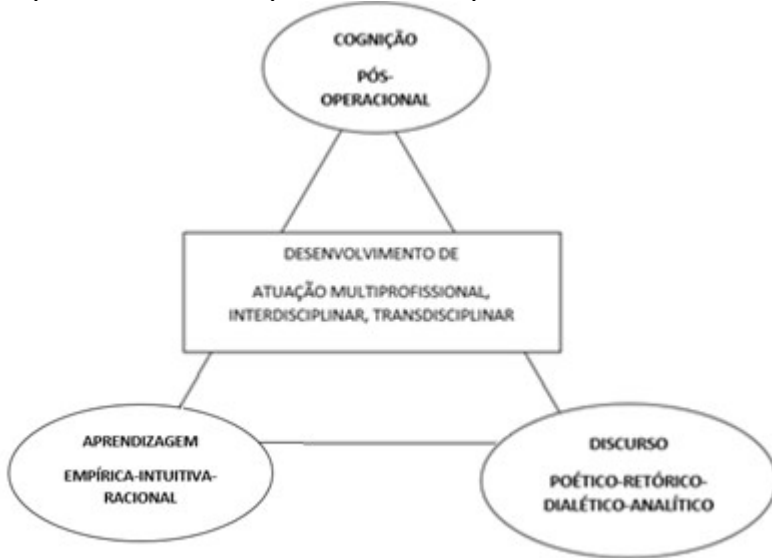 COGNIÇÃO
PÓS-
OPERACIONAL
DESENVOLVIMENTO DE
ATUAÇÃO MULTIPROFISSIONAL,
INTERDISCIPLINAR, TRANSDISCIPLINAR
APRENDIZAGEM
EMPÍRICA-INTUITIVA-
RACIONAL
DISCURSO
POÉTICO-RETÓRICO-
DIALÉTICO-ANALÍTICO